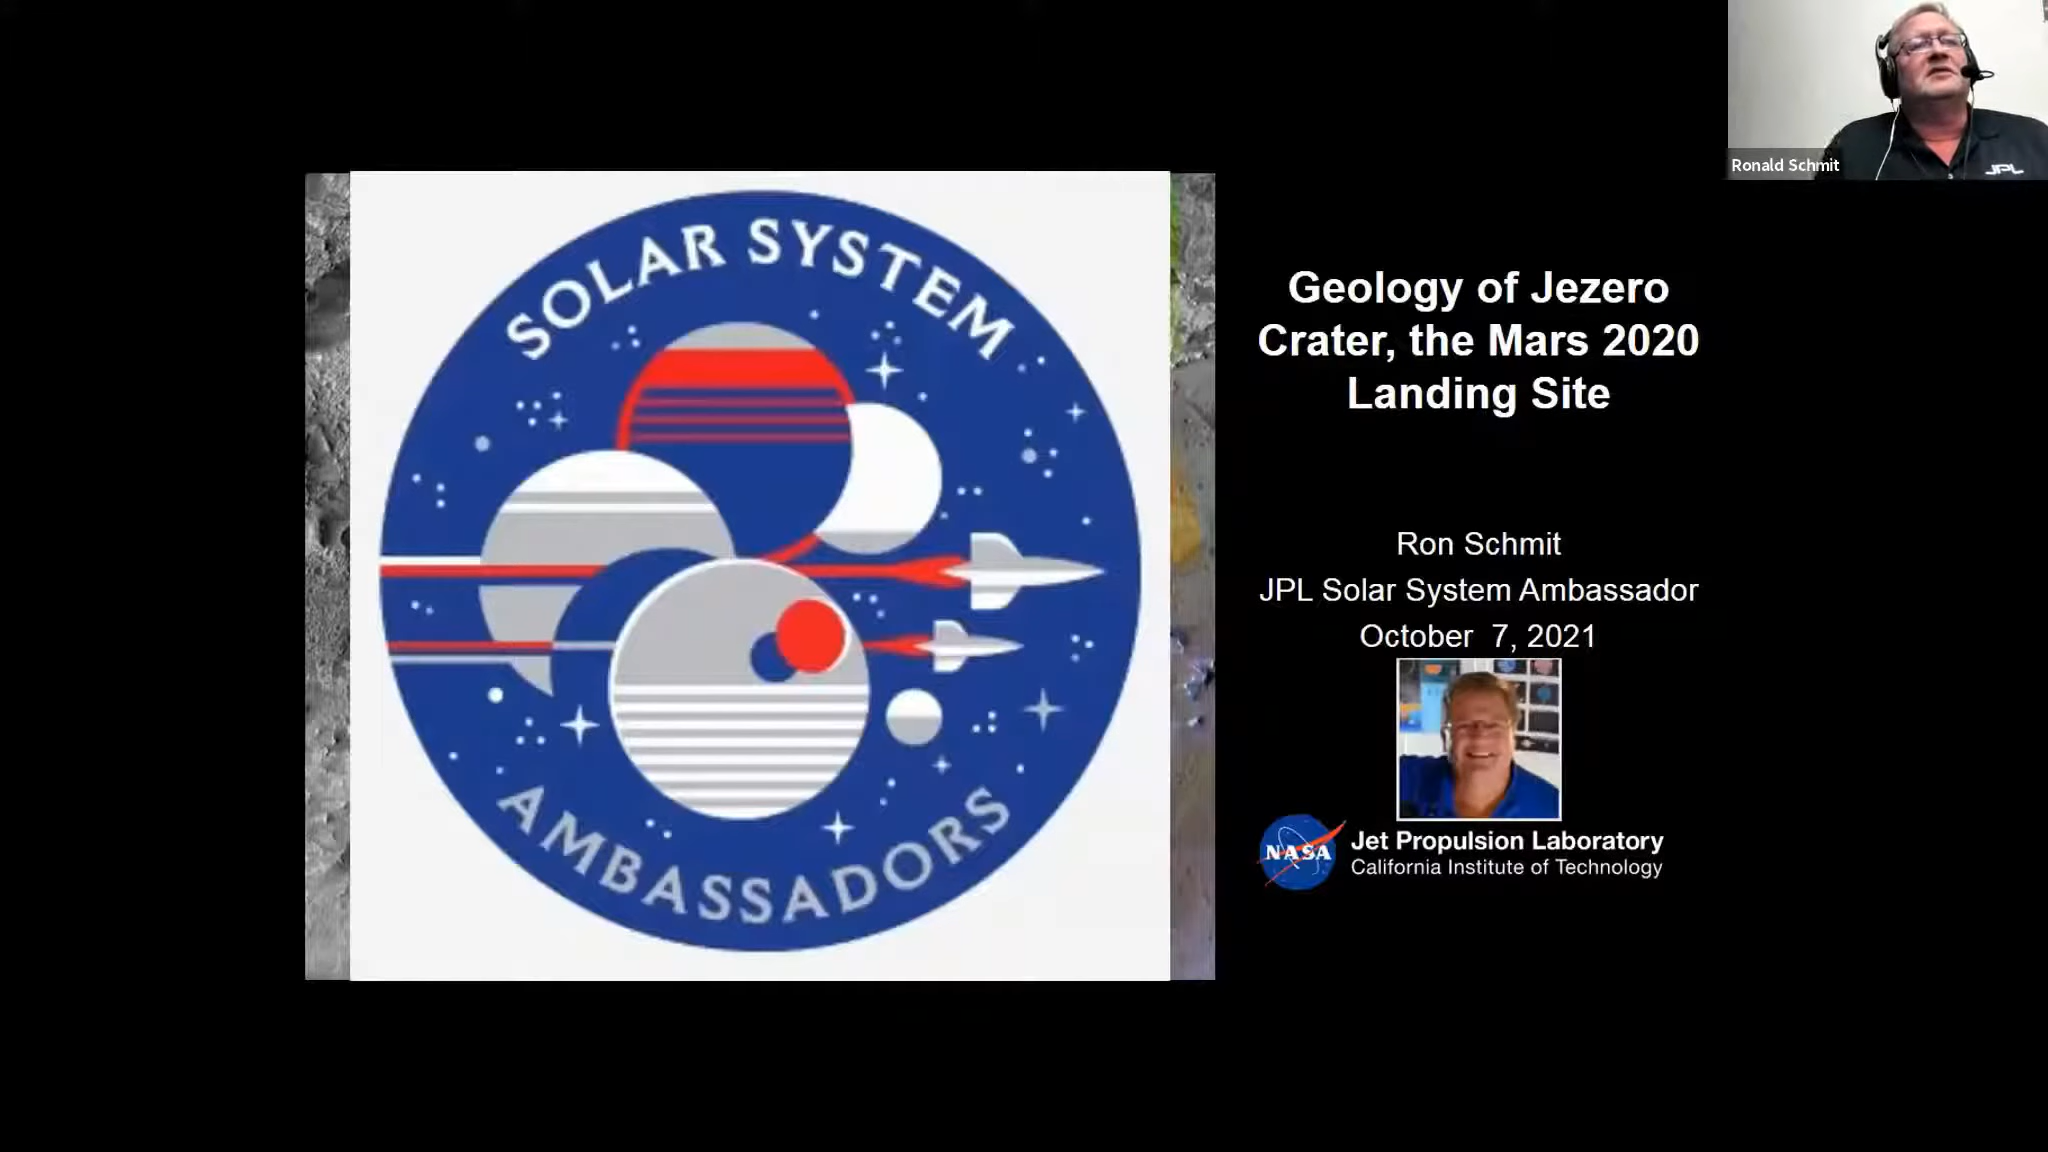 SOLAR SYSTEM
AMBASSADORS
Geology of Jezero
Crater, the Mars 2020
Landing Site
Ron Schmit
JPL Solar System Ambassador
October 7, 2021
NASA
Jet Propulsion Laboratory
California Institute of Technology
Ronald Schmit
JPL